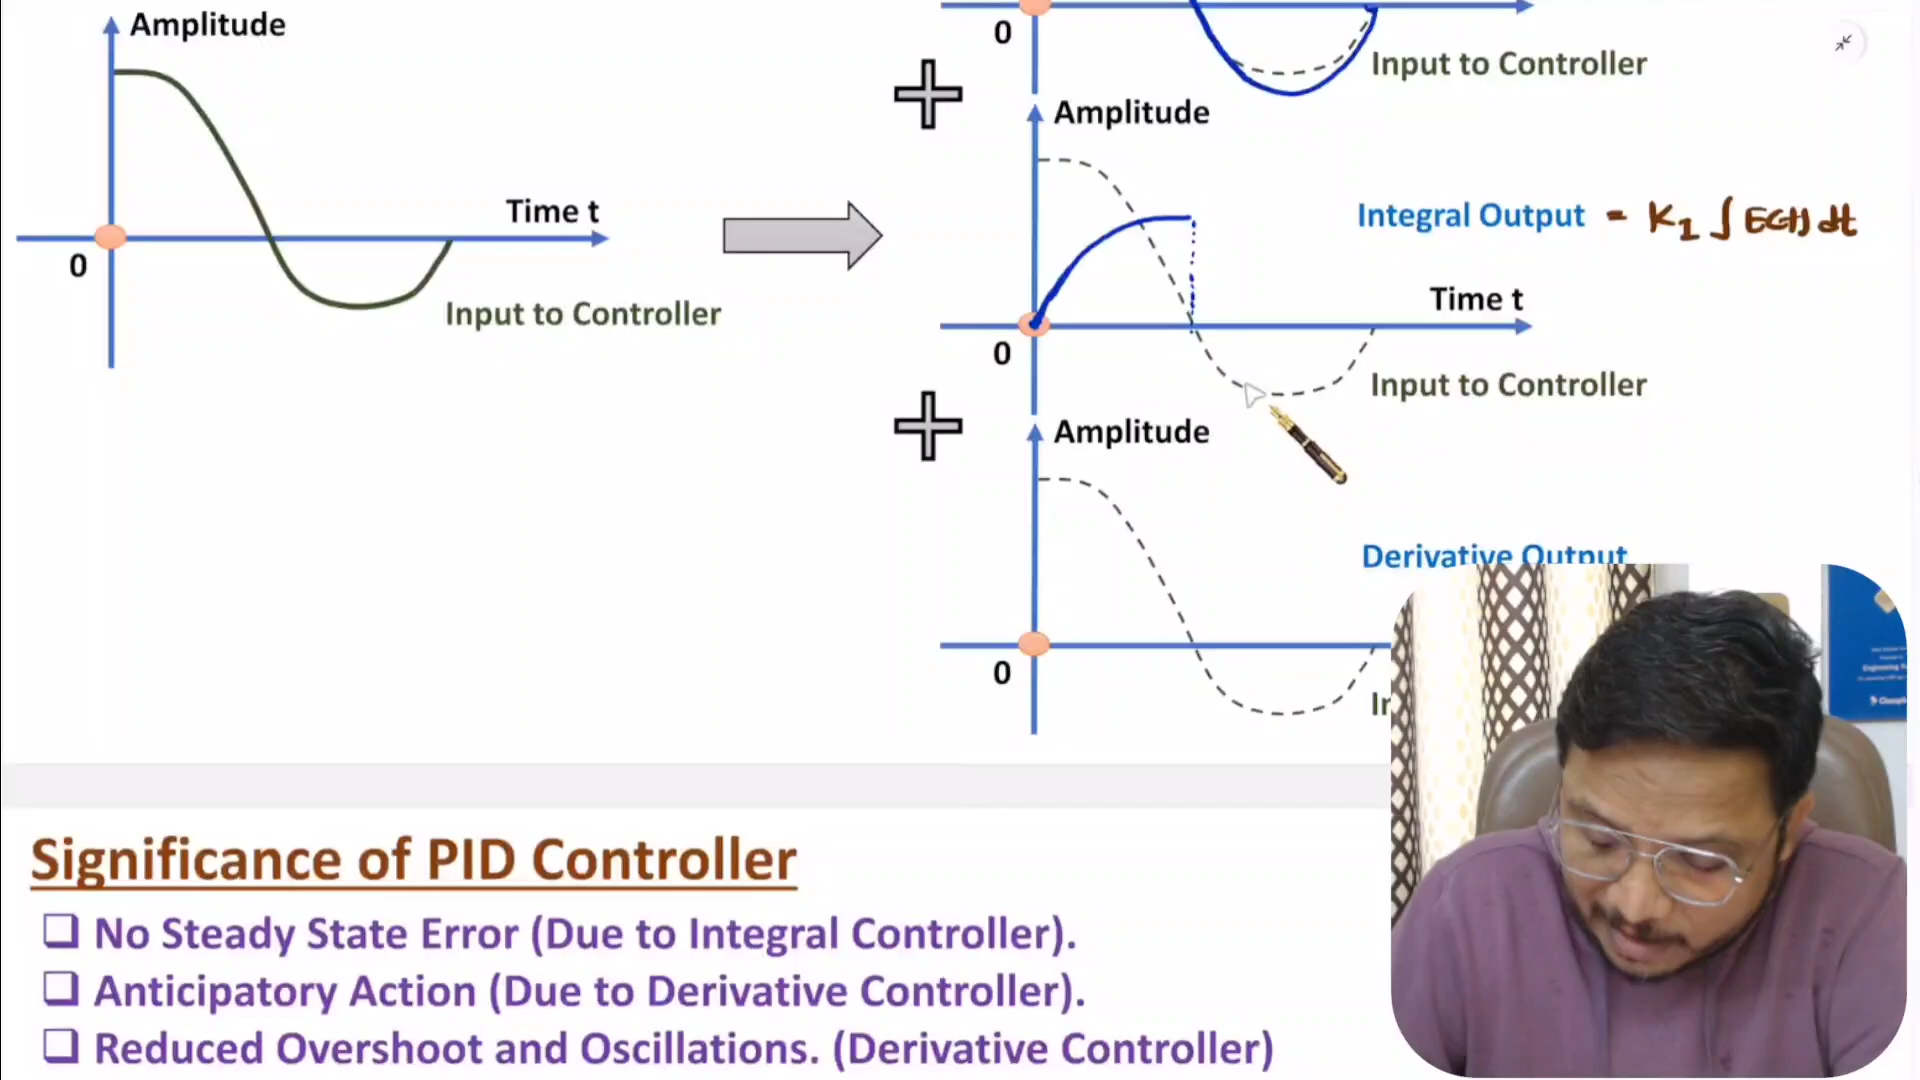 Amplitude
Time t
0
Input to Controller
0
Input to Controller
Amplitude
Integral Output = K_I ∫ E(t) dt
Time t
0
Input to Controller
Amplitude
Derivative Output
0
In
Significance of PID Controller
❑ No Steady State Error (Due to Integral Controller).
❑ Anticipatory Action (Due to Derivative Controller).
❑ Reduced Overshoot and Oscillations. (Derivative Controller)